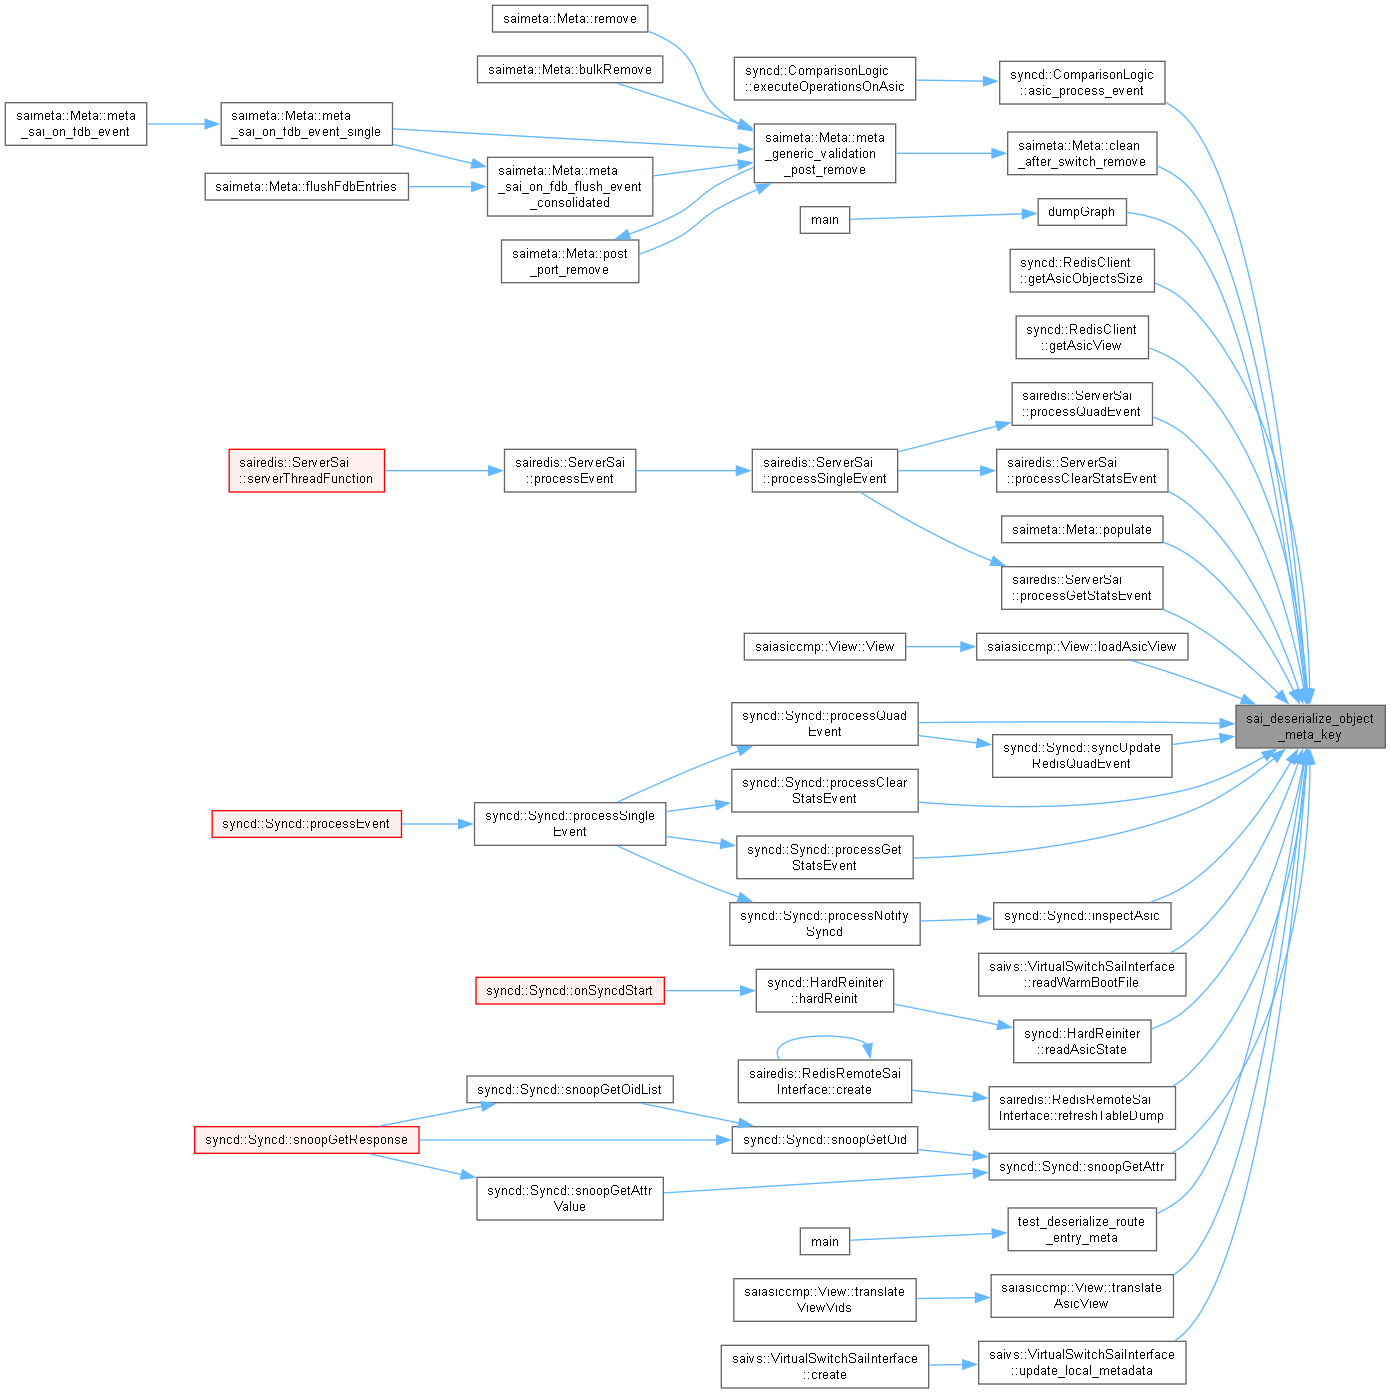 saimeta::Meta::remove
saimeta::Meta::bulkRemove
syncd::ComparisonLogic
::executeOperationsOnAsic
syncd::ComparisonLogic
::asic_process_event
saimeta::Meta::meta
_sai_on_fdb_event
saimeta::Meta::meta
_sai_on_fdb_event_single
saimeta::Meta::meta
_generic_validation
_post_remove
saimeta::Meta::clean
_after_switch_remove
saimeta::Meta::flushFdbEntries
saimeta::Meta::meta
_sai_on_fdb_flush_event
_consolidated
main
dumpGraph
saimeta::Meta::post
_port_remove
syncd::RedisClient
::getAsicObjectsSize
syncd::RedisClient
::getAsicView
sairedis::ServerSai
::processQuadEvent
sairedis::ServerSai
::serverThreadFunction
sairedis::ServerSai
::processEvent
sairedis::ServerSai
::processSingleEvent
sairedis::ServerSai
::processClearStatsEvent
saimeta::Meta::populate
sairedis::ServerSai
::processGetStatsEvent
saiasiccmp::View::View
saiasiccmp::View::loadAsicView
sai_deserialize_object
_meta_key
syncd::Syncd::processQuad
Event
syncd::Syncd::syncUpdate
RedisQuadEvent
syncd::Syncd::processClear
StatsEvent
syncd::Syncd::processEvent
syncd::Syncd::processSingle
Event
syncd::Syncd::processGet
StatsEvent
syncd::Syncd::processNotify
Syncd
syncd::Syncd::inspectAsic
saivs::VirtualSwitchSaiInterface
::readWarmBootFile
syncd::Syncd::onSyncdStart
syncd::HardReiniter
::hardReinit
syncd::HardReiniter
::readAsicState
sairedis::RedisRemoteSai
Interface::create
sairedis::RedisRemoteSai
Interface::refreshTableDump
syncd::Syncd::snoopGetOidList
syncd::Syncd::snoopGetResponse
syncd::Syncd::snoopGetOid
syncd::Syncd::snoopGetAttr
syncd::Syncd::snoopGetAttr
Value
main
test_deserialize_route
_entry_meta
saiasiccmp::View::translate
ViewVids
saiasiccmp::View::translate
AsicView
saivs::VirtualSwitchSaiInterface
::create
saivs::VirtualSwitchSaiInterface
::update_local_metadata